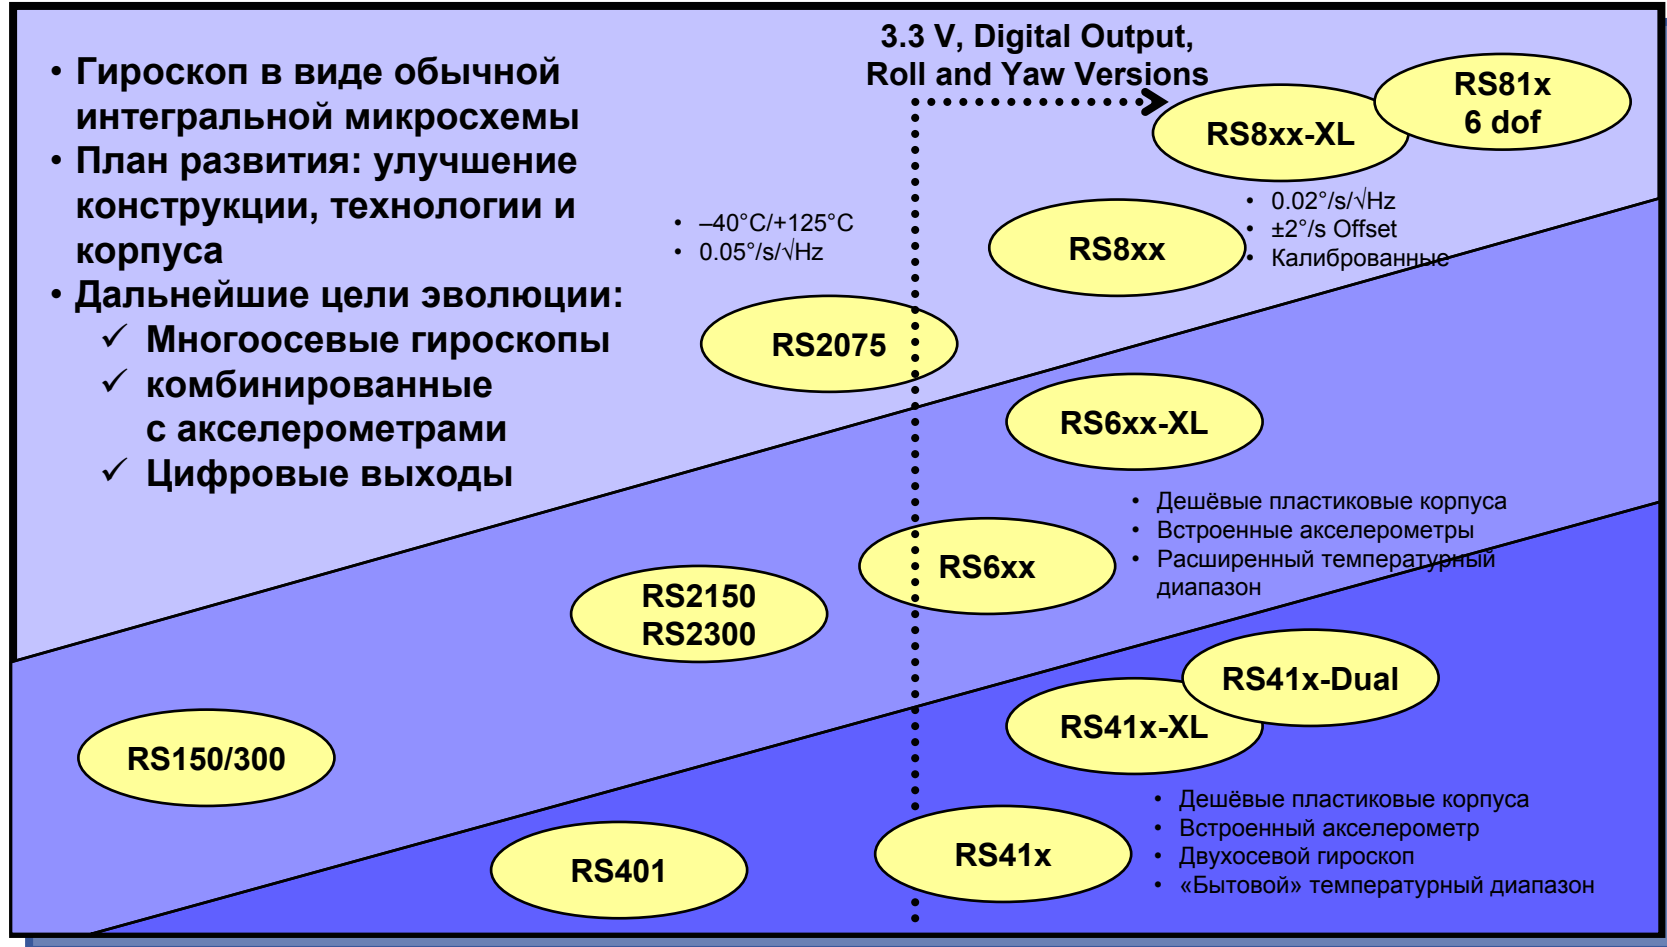 • Гироскоп в виде обычной
интегральной микросхемы
• План развития: улучшение
конструкции, технологии и
корпуса
• Дальнейшие цели эволюции:
✓ Многоосевые гироскопы
✓ комбинированные
с акселерометрами
✓ Цифровые выходы
3.3 V, Digital Output,
Roll and Yaw Versions
RS81x
6 dof
RS8xx-XL
• 0.02°/s/√Hz
• ±2°/s Offset
• Калиброванные
RS8xx
• –40°C/+125°C
• 0.05°/s/√Hz
RS2075
RS6xx-XL
• Дешёвые пластиковые корпуса
• Встроенные акселерометры
• Расширенный температурный
диапазон
RS6xx
RS2150
RS2300
RS150/300
RS41x-Dual
RS41x-XL
• Дешёвые пластиковые корпуса
• Встроенный акселерометр
• Двухосевой гироскоп
• «Бытовой» температурный диапазон
RS41x
RS401